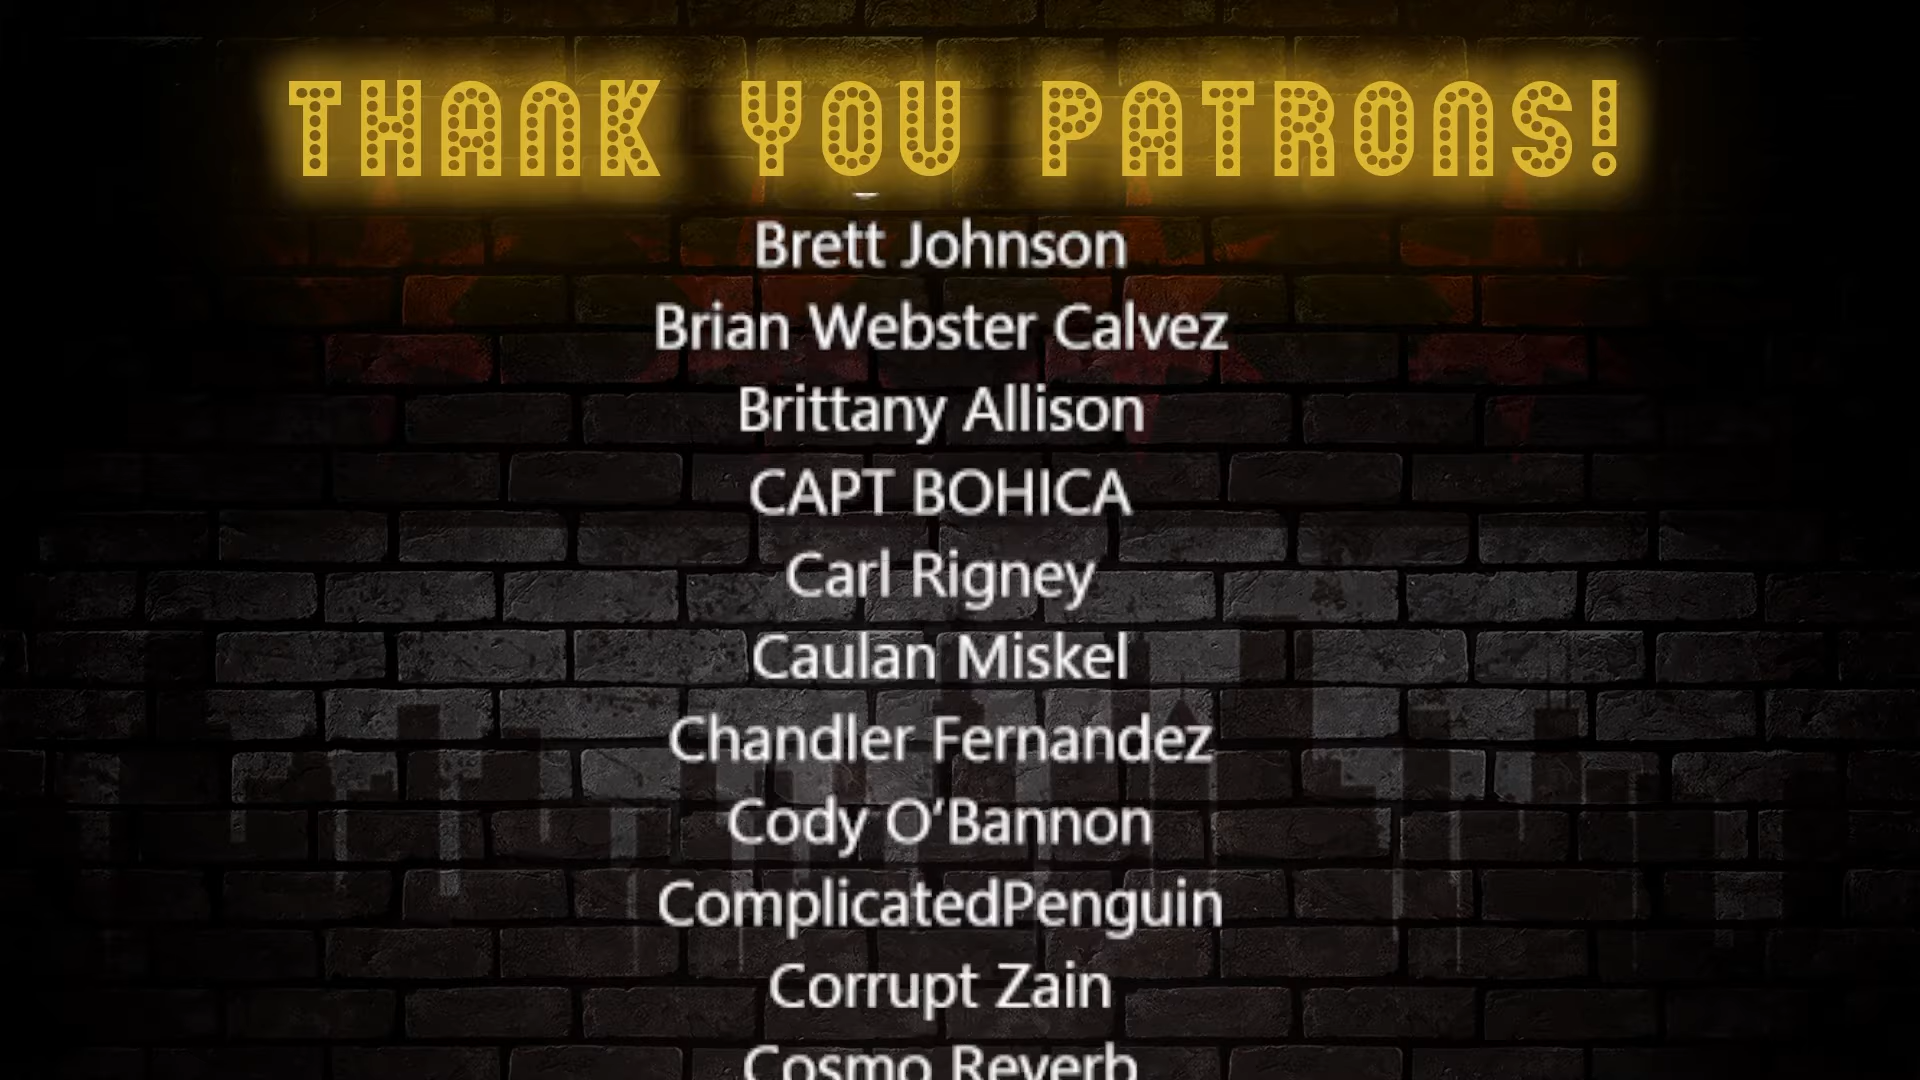 THANK YOU PATRONS!
Brett Johnson
Brian Webster Calvez
Brittany Allison
CAPT BOHICA
Carl Rigney
Caulan Miskel
Chandler Fernandez
Cody O'Bannon
ComplicatedPenguin
Corrupt Zain
Cosmo Reverb